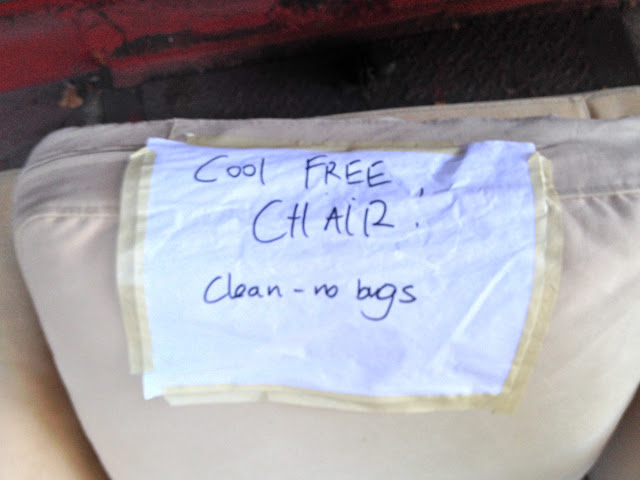 Cool FREE
CHAIR!
Clean - no bugs